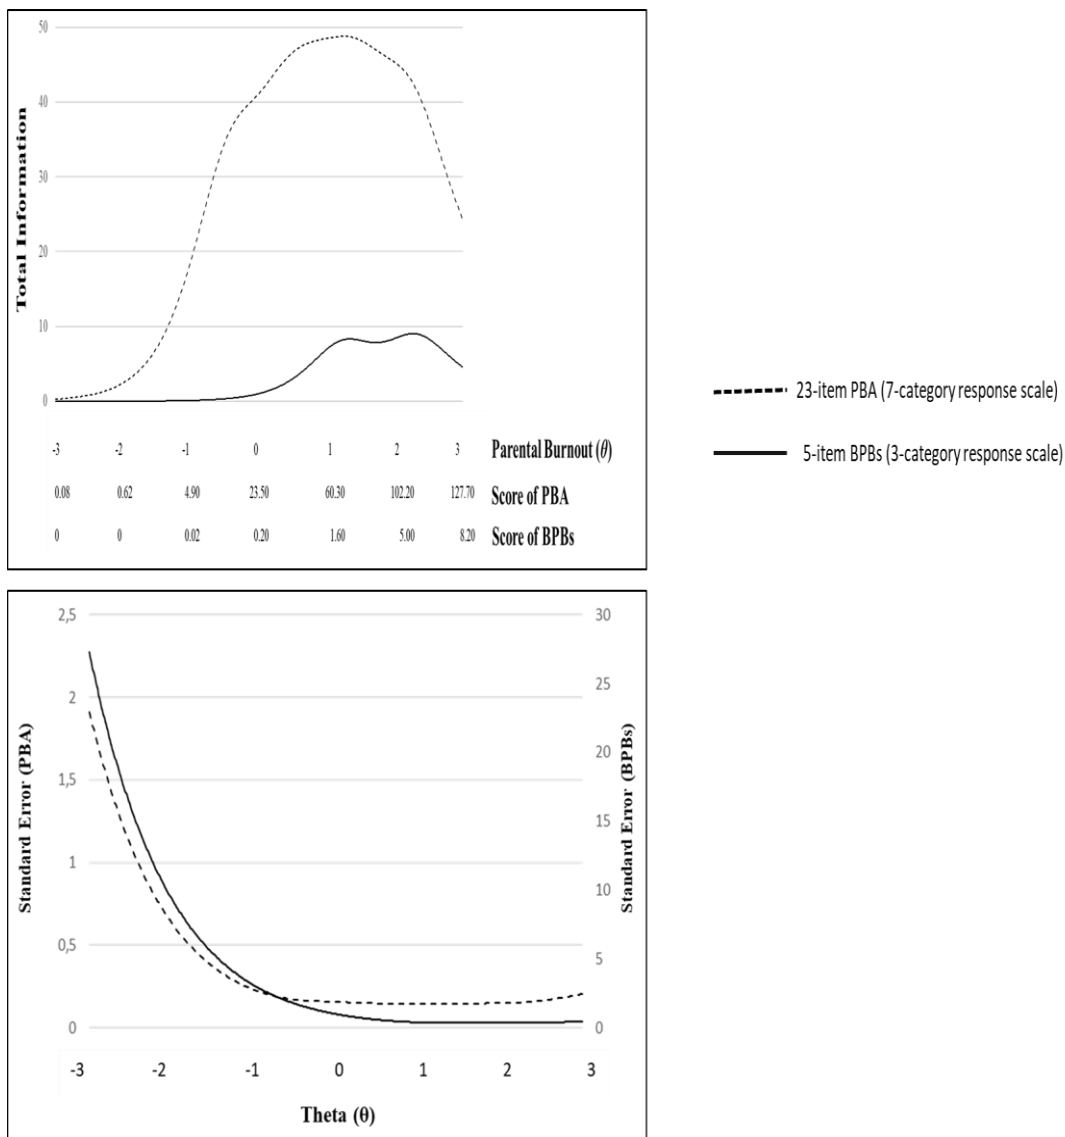 50
40
30
20
10
0
Total Information
-3 -2 -1 0 1 2 3 Parental Burnout (θ)
0.08 0.62 4.90 23.50 60.30 102.20 127.70 Score of PBA
0 0 0.02 0.20 1.60 5.00 8.20 Score of BPBs
23-item PBA (7-category response scale)
5-item BPBs (3-category response scale)
2,5 30
25
2
20
1,5
15
1
10
0,5 5
0 0
Standard Error (PBA)
Standard Error (BPBs)
-3 -2 -1 0 1 2 3
Theta (θ)